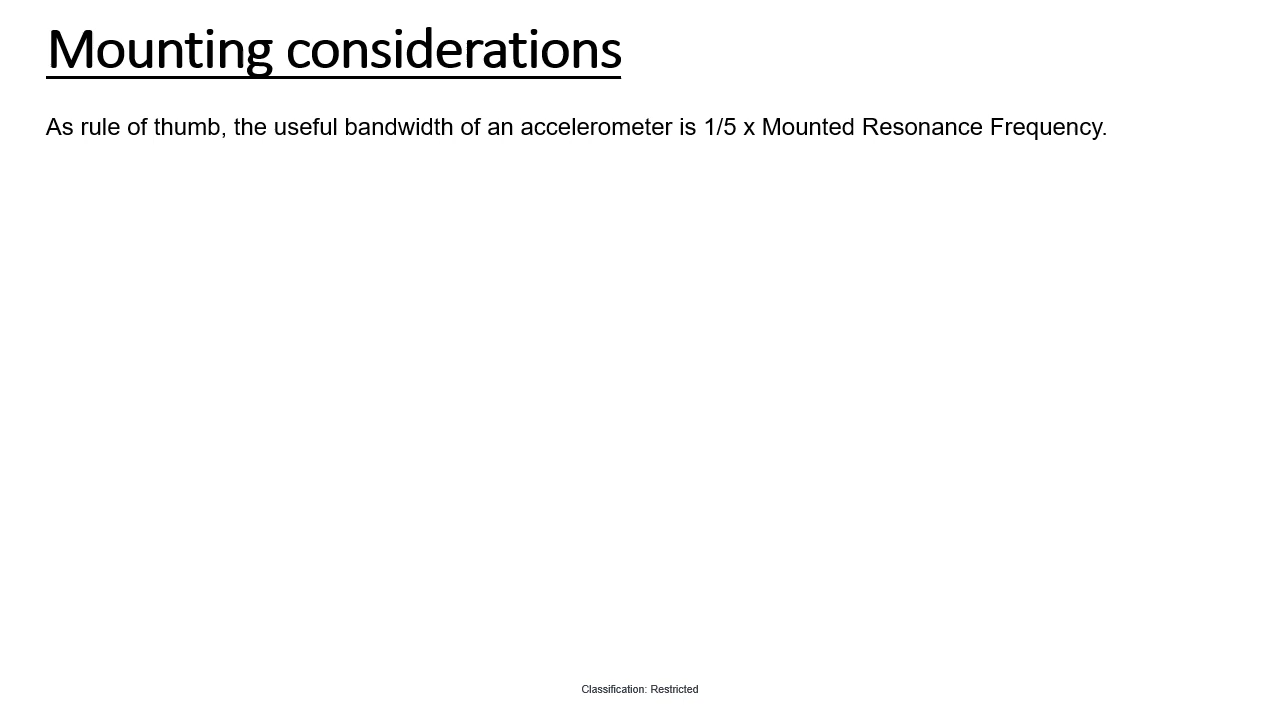 Mounting considerations
As rule of thumb, the useful bandwidth of an accelerometer is 1/5 x Mounted Resonance Frequency.
Classification: Restricted